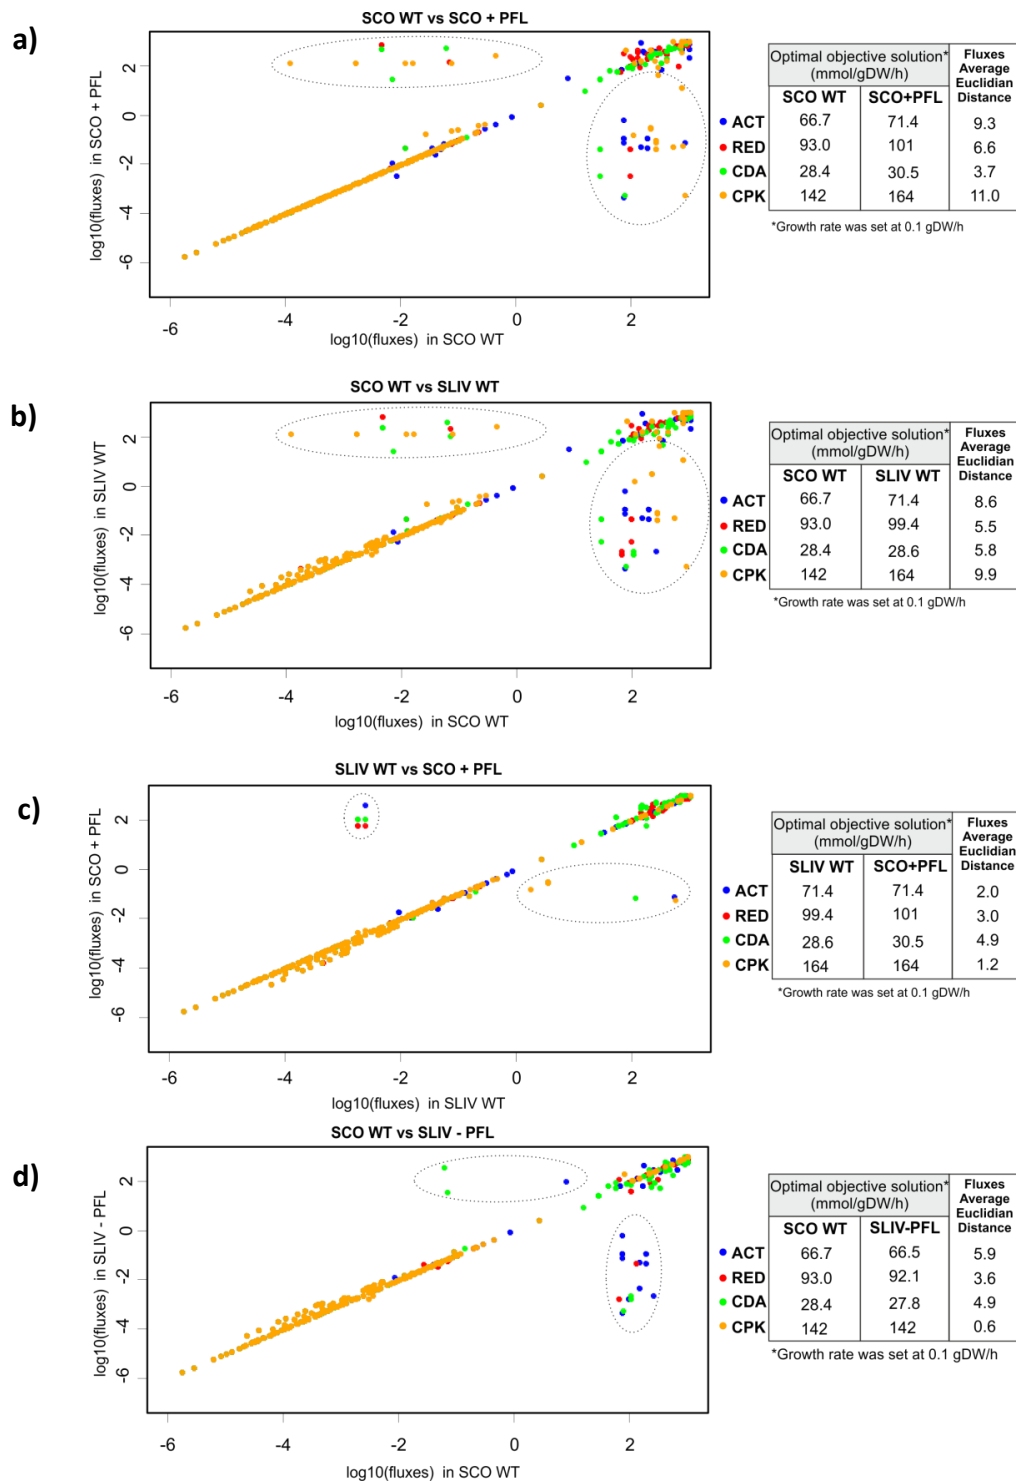 a)
SCO WT vs SCO + PFL
log10(fluxes) in SCO + PFL
2
0
-2
-4
-6
-6
-4
-2
0
2
log10(fluxes) in SCO WT
Optimal objective solution*
(mmol/gDW/h)
Fluxes
Average
Euclidian
Distance
SCO WT SCO+PFL
ACT 66.7 71.4 9.3
RED 93.0 101 6.6
CDA 28.4 30.5 3.7
CPK 142 164 11.0
*Growth rate was set at 0.1 gDW/h
b)
SCO WT vs SLIV WT
log10(fluxes) in SLIV WT
2
0
-2
-4
-6
-6
-4
-2
0
2
log10(fluxes) in SCO WT
Optimal objective solution*
(mmol/gDW/h)
Fluxes
Average
Euclidian
Distance
SCO WT SLIV WT
ACT 66.7 71.4 8.6
RED 93.0 99.4 5.5
CDA 28.4 28.6 5.8
CPK 142 164 9.9
*Growth rate was set at 0.1 gDW/h
c)
SLIV WT vs SCO + PFL
log10(fluxes) in SCO + PFL
2
0
-2
-4
-6
-6
-4
-2
0
2
log10(fluxes) in SLIV WT
Optimal objective solution*
(mmol/gDW/h)
Fluxes
Average
Euclidian
Distance
SLIV WT SCO+PFL
ACT 71.4 71.4 2.0
RED 99.4 101 3.0
CDA 28.6 30.5 4.9
CPK 164 164 1.2
*Growth rate was set at 0.1 gDW/h
d)
SCO WT vs SLIV - PFL
log10(fluxes) in SLIV - PFL
2
0
-2
-4
-6
-6
-4
-2
0
2
log10(fluxes) in SCO WT
Optimal objective solution*
(mmol/gDW/h)
Fluxes
Average
Euclidian
Distance
SCO WT SLIV-PFL
ACT 66.7 66.5 5.9
RED 93.0 92.1 3.6
CDA 28.4 27.8 4.9
CPK 142 142 0.6
*Growth rate was set at 0.1 gDW/h